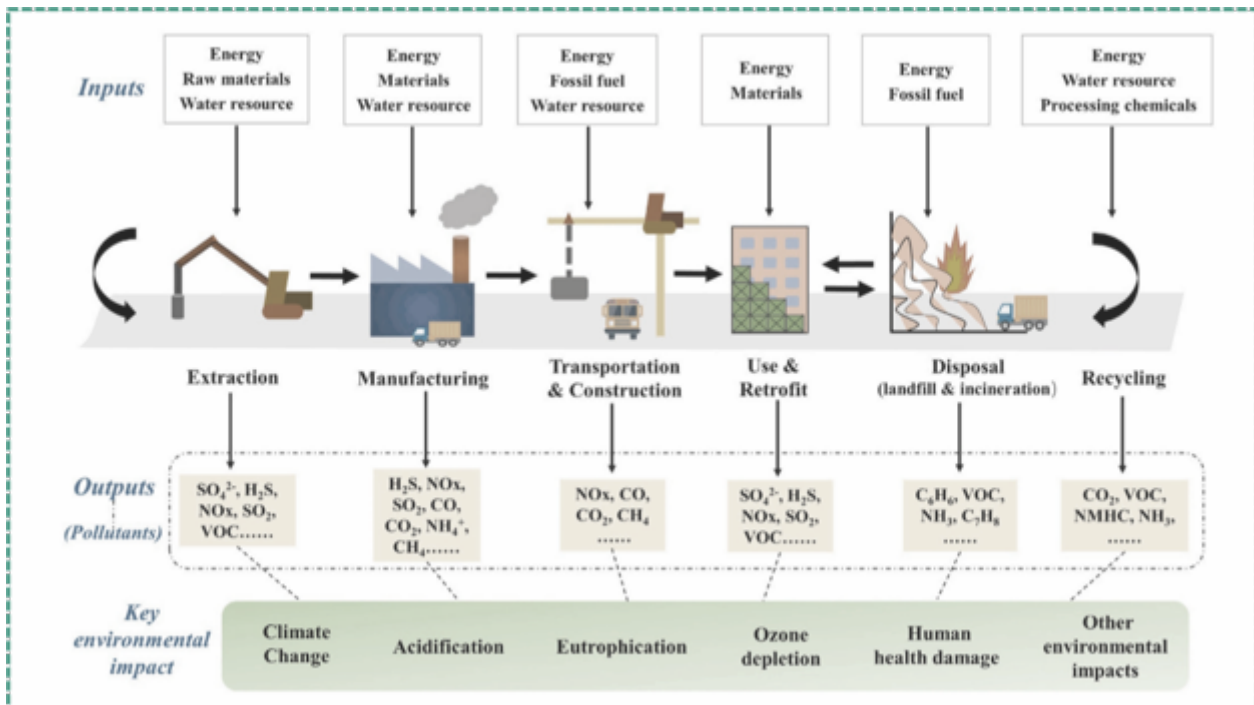 Inputs
Energy
Raw materials
Water resource
Energy
Materials
Water resource
Energy
Fossil fuel
Water resource
Energy
Materials
Energy
Fossil fuel
Energy
Water resource
Processing chemicals
Extraction
Manufacturing
Transportation
& Construction
Use &
Retrofit
Disposal
(landfill & incineration)
Recycling
Outputs
(Pollutants)
SO₄²⁻, H₂S,
NOx, SO₂,
VOC……
H₂S, NOx,
SO₂, CO,
CO₂, NH₄⁺,
CH₄……
NOx, CO,
CO₂, CH₄
……
SO₄²⁻, H₂S,
NOx, SO₂,
VOC……
C₆H₆, VOC,
NH₃, C₇H₈
……
CO₂, VOC,
NMHC, NH₃,
……
Key
environmental
impact
Climate
Change
Acidification
Eutrophication
Ozone
depletion
Human
health damage
Other
environmental
impacts